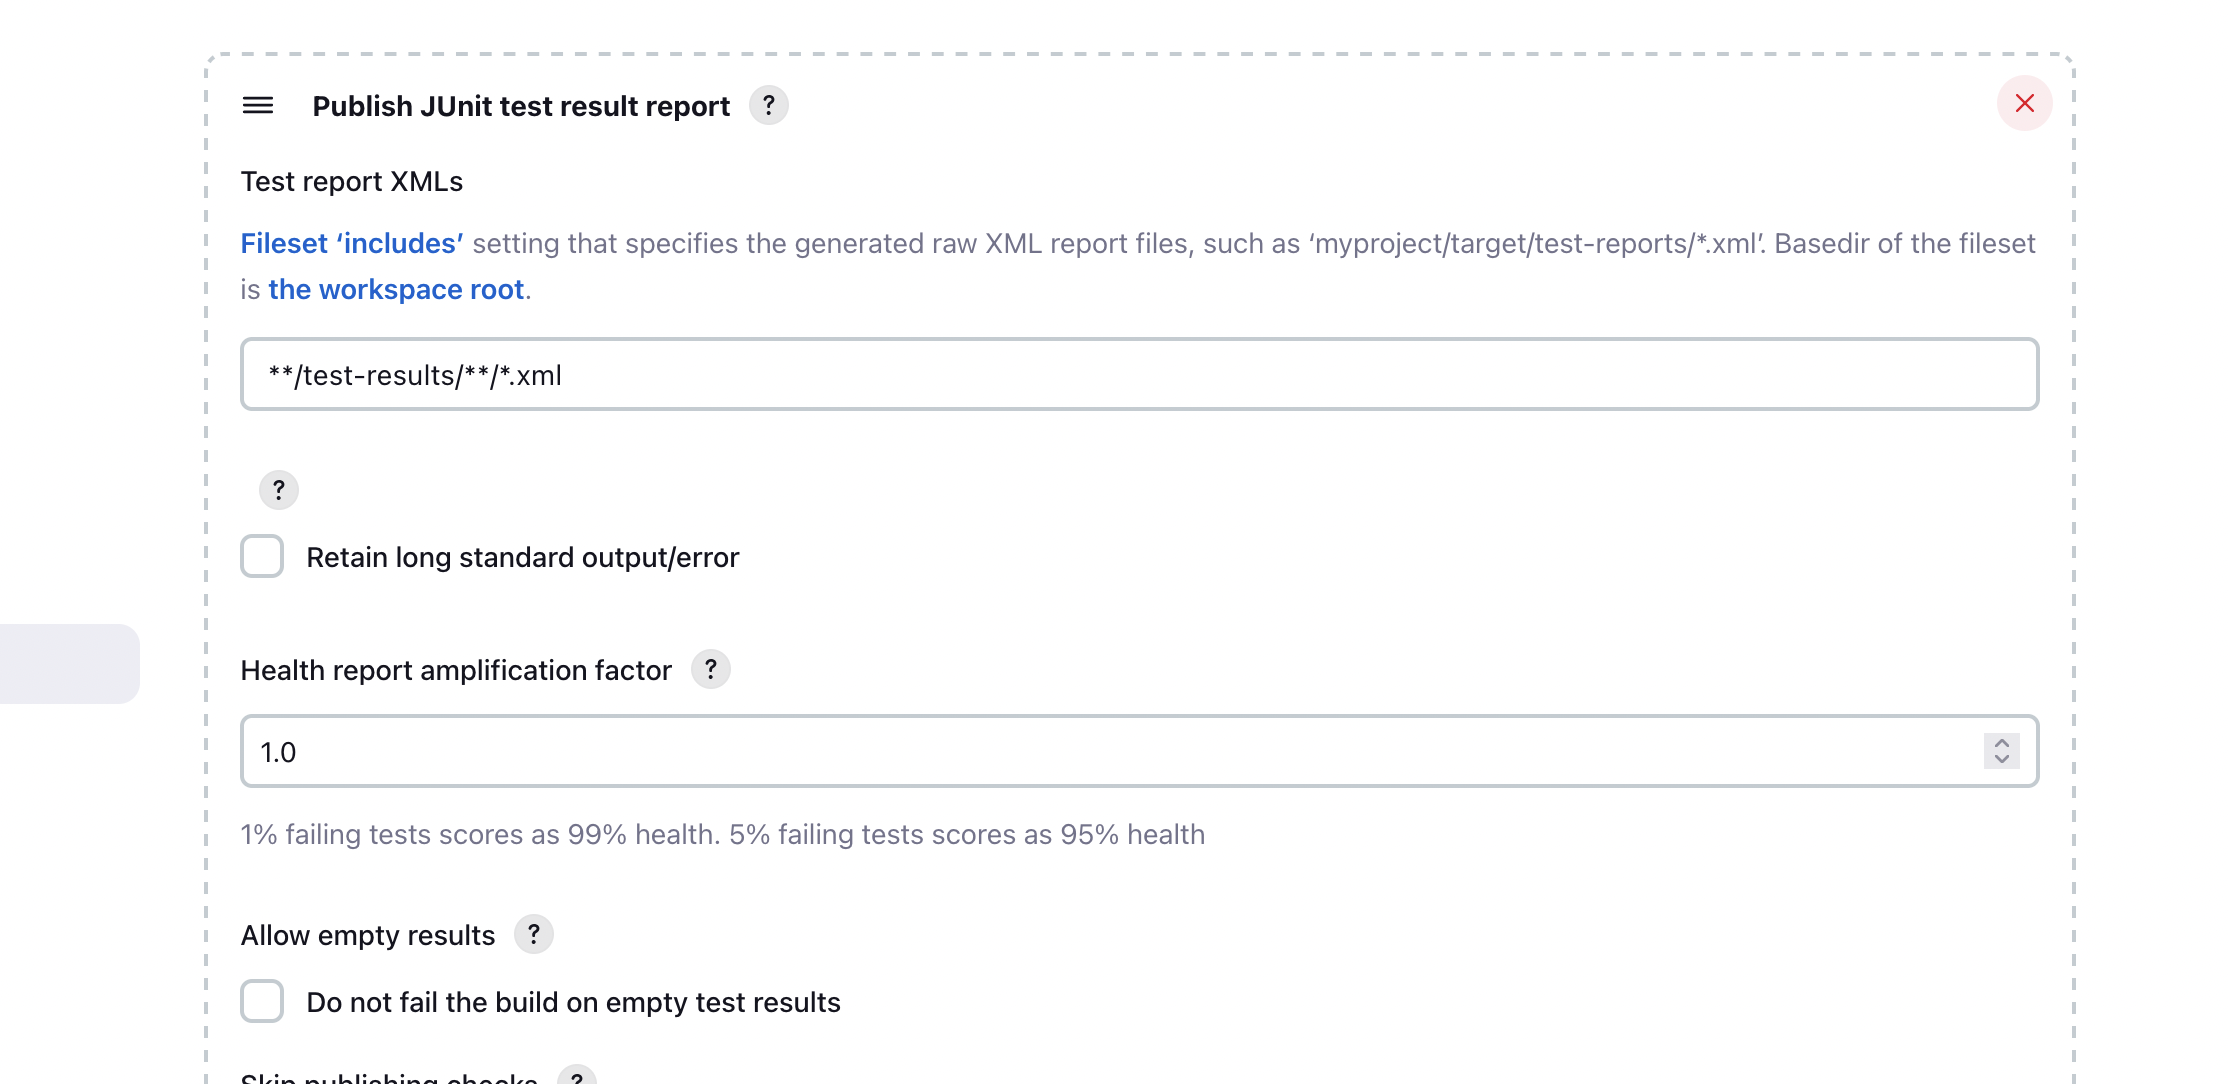 Publish JUnit test result report ?
Test report XMLs
Fileset ‘includes’ setting that specifies the generated raw XML report files, such as ‘myproject/target/test-reports/*.xml’. Basedir of the fileset
is the workspace root.
**/test-results/**/*.xml
?
Retain long standard output/error
Health report amplification factor ?
1.0
1% failing tests scores as 99% health. 5% failing tests scores as 95% health
Allow empty results ?
Do not fail the build on empty test results
Skip publishing checks ?